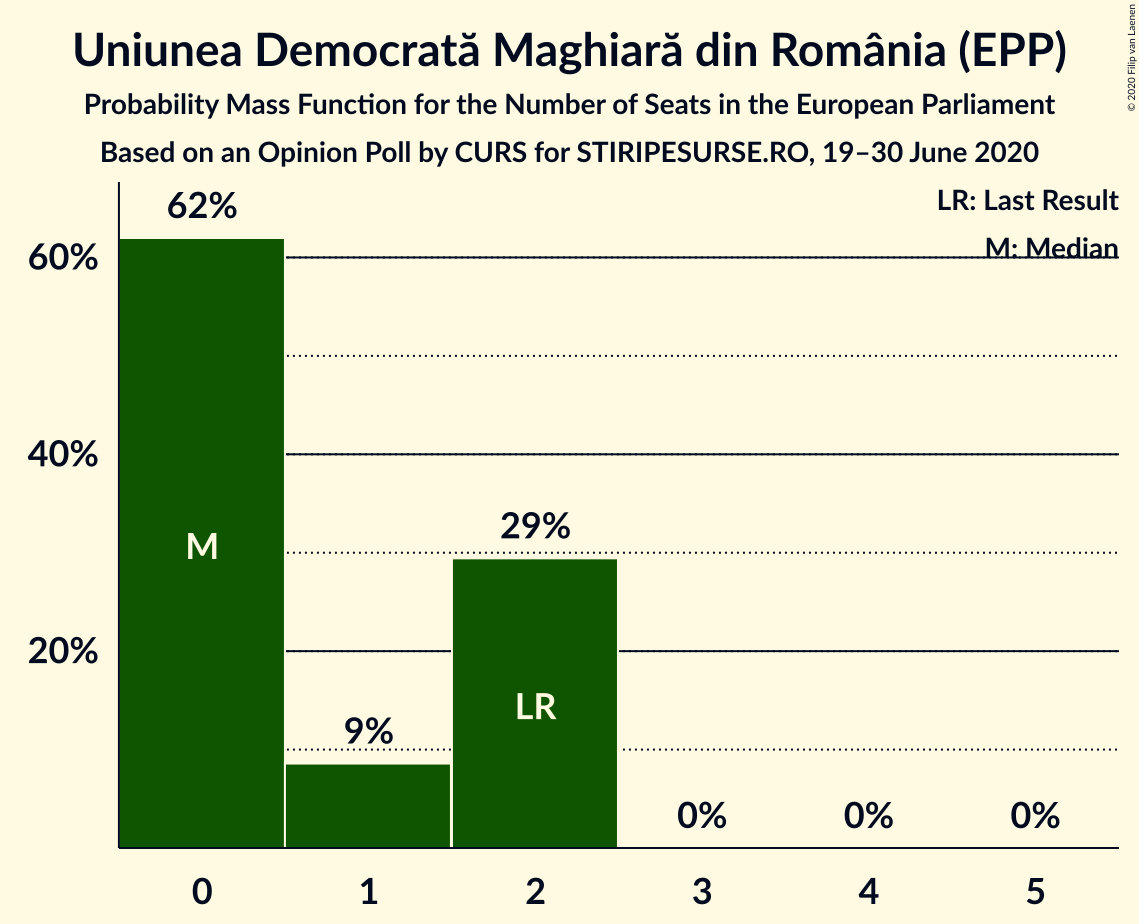 Uniunea Democrată Maghiară din România (EPP)
Probability Mass Function for the Number of Seats in the European Parliament
Based on an Opinion Poll by CURS for STIRIPESURSE.RO, 19–30 June 2020
© 2020 Filip van Laenen
LR: Last Result
M: Median
62%
60%
40%
20%
M
9%
29%
LR
0%
0%
0%
0
1
2
3
4
5